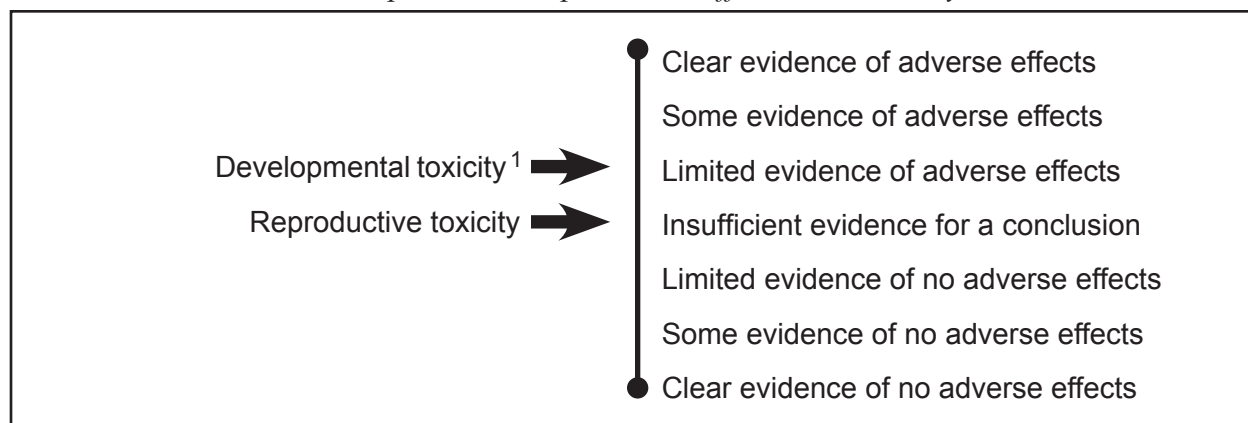 Clear evidence of adverse effects
Some evidence of adverse effects
Developmental toxicity 1 Limited evidence of adverse effects
Reproductive toxicity Insufficient evidence for a conclusion
Limited evidence of no adverse effects
Some evidence of no adverse effects
Clear evidence of no adverse effects